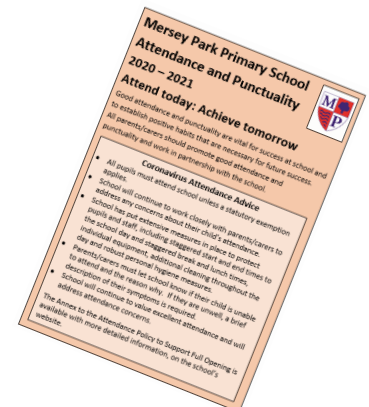 Mersey Park Primary School
Attendance and Punctuality
2020 – 2021
Attend today: Achieve tomorrow
Good attendance and punctuality are vital for success at school and
to establish positive habits that are necessary for future success.
All parents/carers should promote good attendance and
punctuality and work in partnership with the school.
M
P
Coronavirus Attendance Advice
• All pupils must attend school unless a statutory exemption
applies.
• School will continue to work closely with parents/carers to
address any concerns about their child's attendance.
• School has put extensive measures in place to protect
pupils and staff, including staggered start and end times to
the school day and staggered break and lunch times,
individual equipment, additional cleaning throughout the
day and robust personal hygiene measures.
• Parents/carers must let school know if their child is unable
to attend and the reason why. If they are unwell, a brief
description of their symptoms is required.
• School will continue to value excellent attendance and will
address attendance concerns.
The Annex to the Attendance Policy to Support Full Opening is
available with more detailed information, on the school's
website.